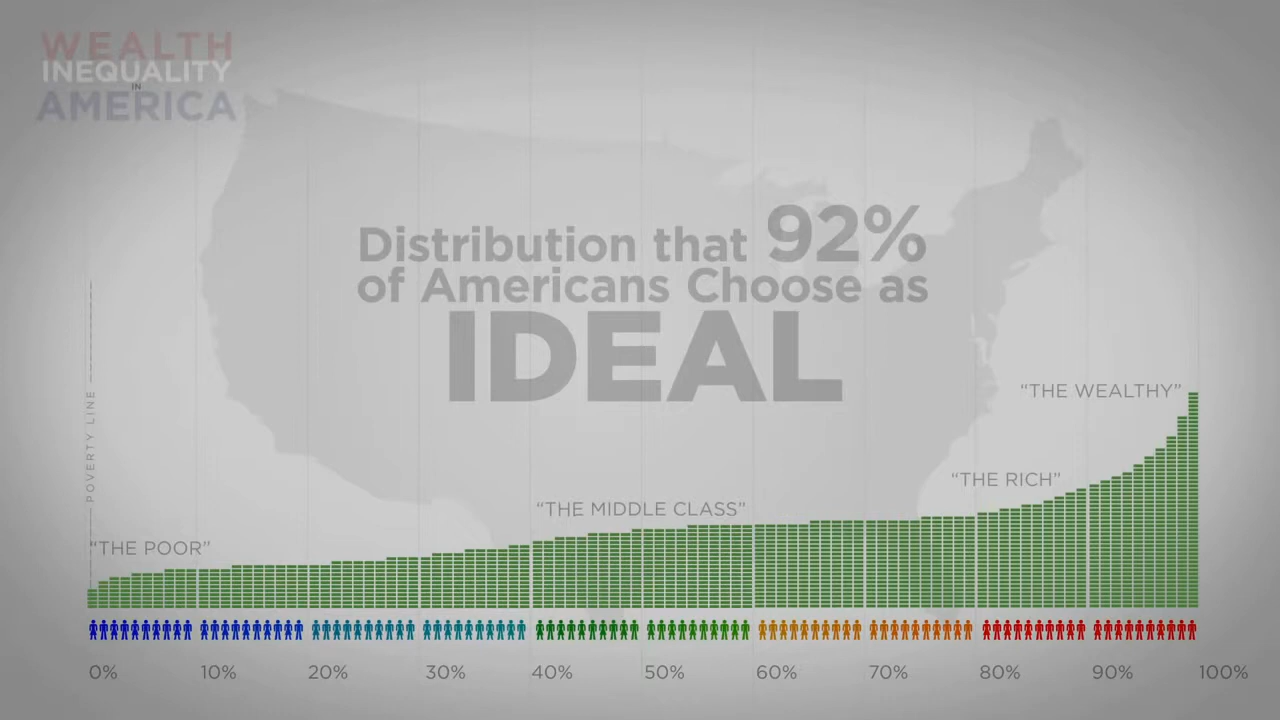 WEALTH
INEQUALITY
IN
AMERICA
Distribution that 92%
of Americans Choose as
IDEAL
POVERTY LINE
“THE WEALTHY”
“THE RICH”
“THE MIDDLE CLASS”
“THE POOR”
0% 10% 20% 30% 40% 50% 60% 70% 80% 90% 100%